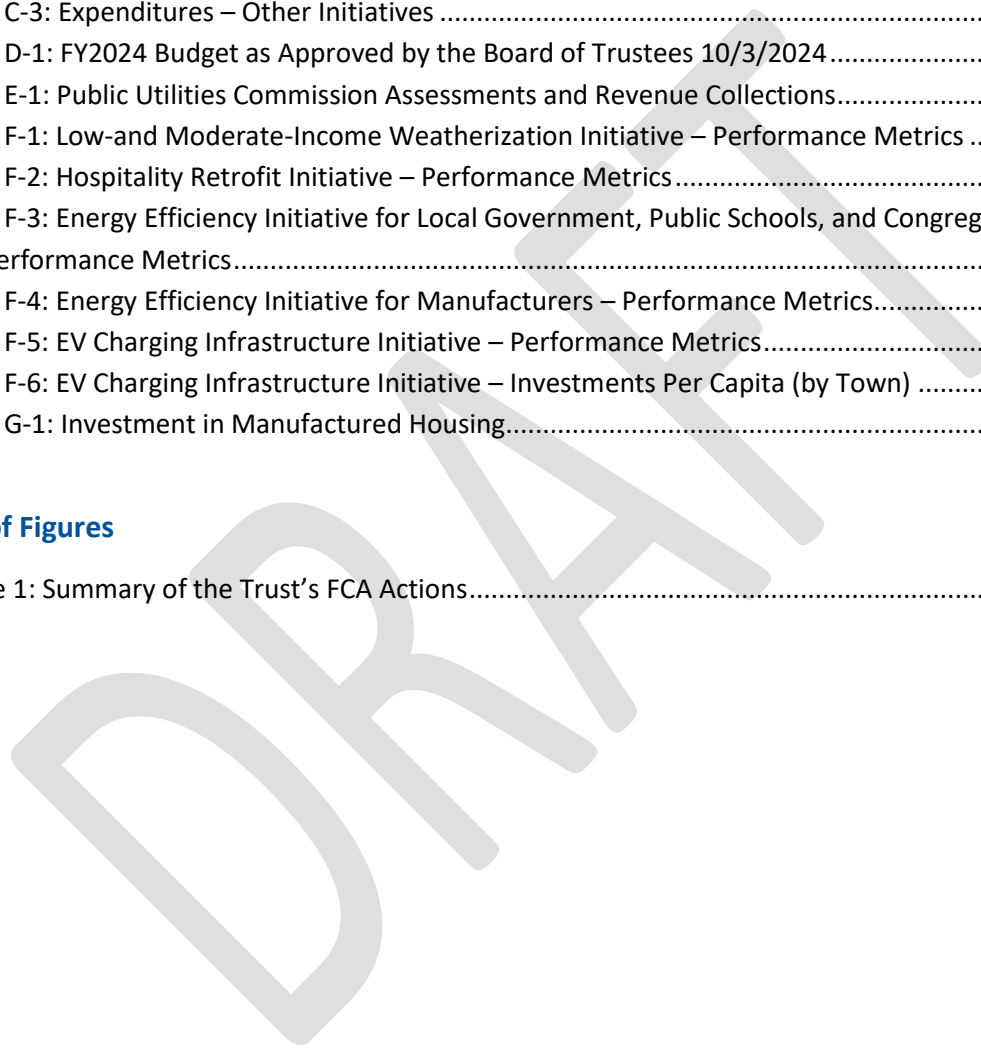 C-3: Expenditures – Other Initiatives ........................................................................................
D-1: FY2024 Budget as Approved by the Board of Trustees 10/3/2024 ........................
E-1: Public Utilities Commission Assessments and Revenue Collections ........................
F-1: Low-and Moderate-Income Weatherization Initiative – Performance Metrics ..
F-2: Hospitality Retrofit Initiative – Performance Metrics ................................................
F-3: Energy Efficiency Initiative for Local Government, Public Schools, and
Metrics ........................................................................................................................
F-4: Energy Efficiency Initiative for Manufacturers – Performance Metrics ..................
F-5: EV Charging Infrastructure Initiative – Performance Metrics ..................................
F-6: EV Charging Infrastructure Initiative – Investments Per Capita (by Town) ..........
G-1: Investment in Manufactured Housing ........................................................................
of Figures
1: Summary of the Trust’s FCA Actions ............................................................................
DRAFT